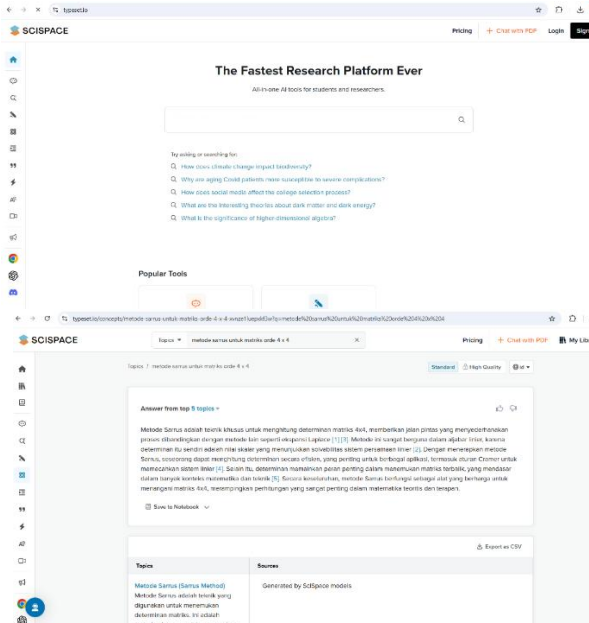 typeset.io
SCISPACE
Pricing
Chat with PDF
Login
Sign
The Fastest Research Platform Ever
All-in-one AI tools for students and researchers.
Try asking or searching for:
How does climate change impact biodiversity?
Why are aging Covid patients more susceptible to severe complications?
How does social media affect the college selection process?
What are the interesting theories about dark matter and dark energy?
What is the significance of higher-dimensional algebra?
Popular Tools
SCISPACE
Topics
metode sarrus untuk matriks orde 4 x 4
Pricing
Chat with PDF
My Lib
Topics / metode sarrus untuk matriks orde 4 x 4
Standard
High Quality
id
Answer from top 5 topics
Metode Sarrus adalah teknik khusus untuk menghitung determinan matriks 4x4, memberikan jalan pintas yang menyederhanakan
proses dibandingkan dengan metode lain seperti ekspansi Laplace [1] [3]. Metode ini sangat berguna dalam aljabar linier, karena
determinan itu sendiri adalah nilai skalar yang menunjukkan solvabilitas sistem persamaan linier [2]. Dengan menerapkan metode
Sarrus, seseorang dapat menghitung determinan secara efisien, yang penting untuk berbagai aplikasi, termasuk aturan Cramer untuk
memecahkan sistem linier [4]. Selain itu, determinan memainkan peran penting dalam menemukan matriks terbalik, yang mendasar
dalam banyak konteks matematika dan teknik [5]. Secara keseluruhan, metode Sarrus berfungsi sebagai alat yang berharga untuk
menangani matriks 4x4, merampingkan perhitungan yang sangat penting dalam matematika teoritis dan terapan.
Save to Notebook
Export as CSV
Topics
Sources
Metode Sarrus (Sarrus Method)
Generated by SciSpace models
Metode Sarrus adalah teknik yang
digunakan untuk menemukan
determinan matriks. Ini adalah